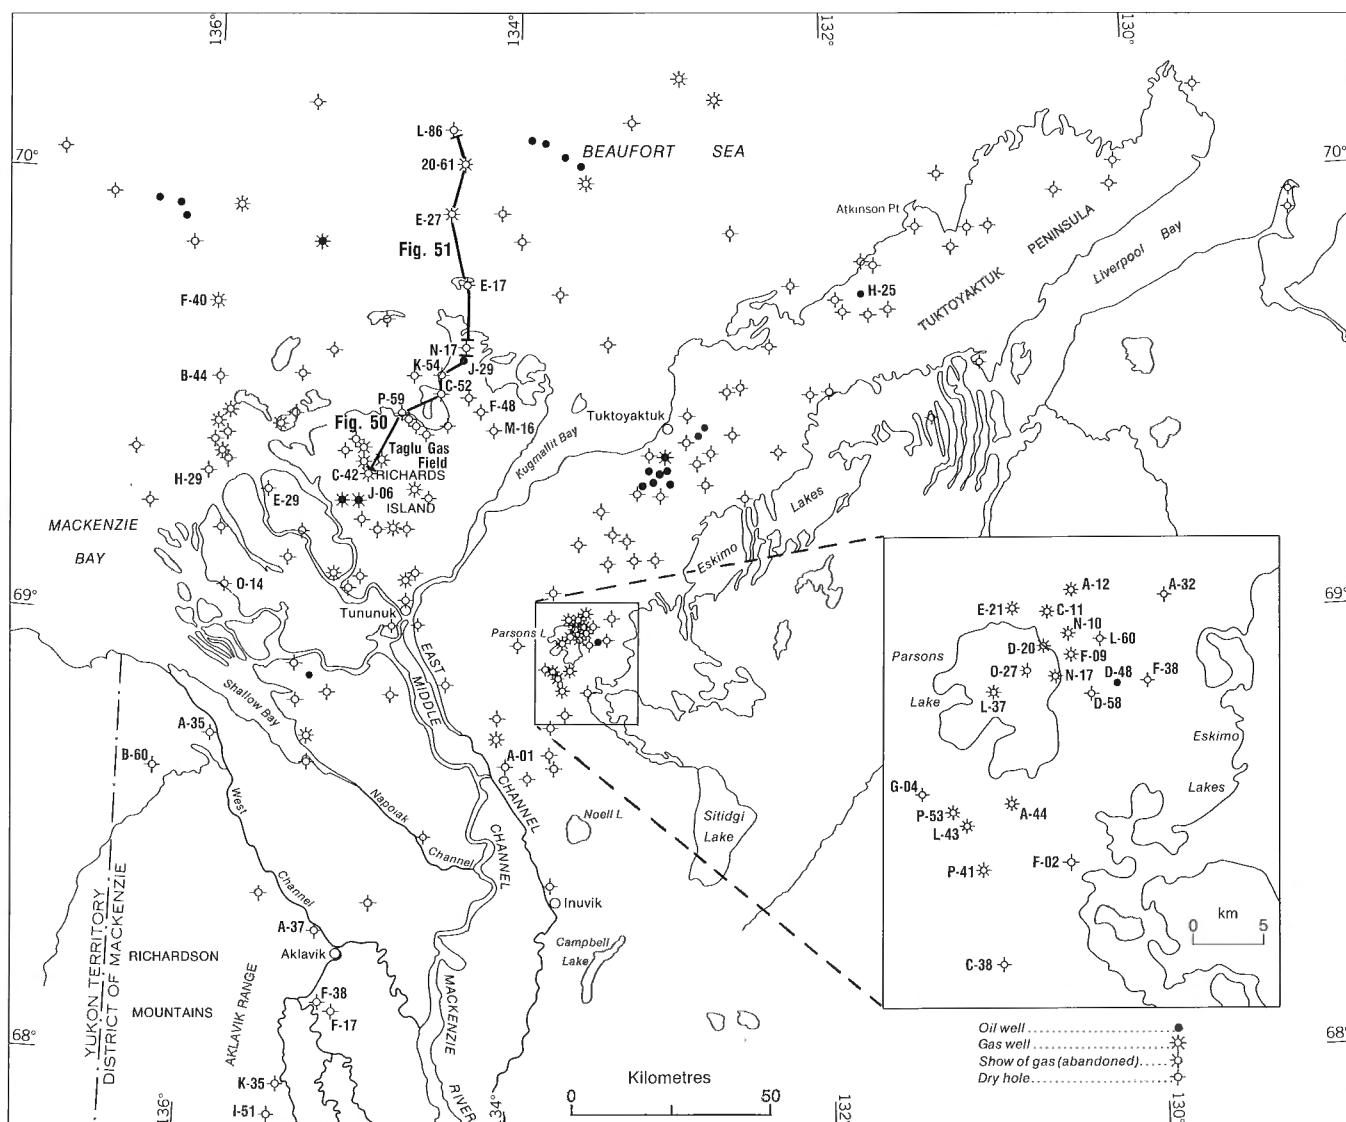 136°
134°
132°
130°
L-86
BEAUFORT SEA
70°
20-61
70°
E-27
Atkinson Pt
Fig. 51
TUKTOYAKTUK PENINSULA
Liverpool Bay
E-17
F-40
H-25
N-17
K-54
J-29
B-44
C-52
P-59
F-48
Fig. 50
Tuktoyaktuk
M-16
Taglu Gas
Field
Kugmallit Bay
H-29
C-42
RICHARDS
J-06
ISLAND
E-29
MACKENZIE
BAY
Eskimo Lakes
O-14
69°
69°
Tununuk
Parsons L
EAST
CHANNEL
MIDDLE
CHANNEL
Shallow Bay
A-35
B-60
A-01
West
Channel
Napoiak
Channel
Noell L
Sitidgi
Lake
A-12
A-32
E-21
C-11
N-10
L-60
D-20
F-09
Parsons
Lake
O-27
N-17
D-48
F-38
L-37
D-58
Eskimo
Lakes
G-04
P-53
A-44
L-43
P-41
F-02
km
0 5
C-38
Inuvik
A-37
Aklavik
Campbell
Lake
YUKON TERRITORY
DISTRICT OF MACKENZIE
RICHARDSON
MOUNTAINS
AKLAVIK RANGE
F-38
F-17
MACKENZIE
RIVER
68°
68°
K-35
I-51
Kilometres
0 50
Oil well
Gas well
Show of gas (abandoned)
Dry hole
136°
134°
132°
130°